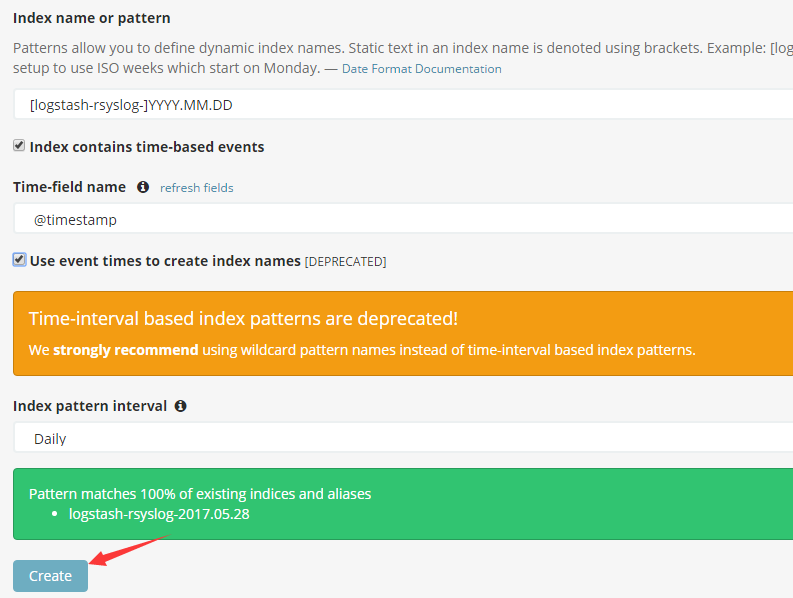 Index name or pattern
Patterns allow you to define dynamic index names. Static text in an index name is denoted using brackets. Example: [log
setup to use ISO weeks which start on Monday. — Date Format Documentation
[logstash-rsyslog-]YYYY.MM.DD
Index contains time-based events
Time-field name refresh fields
@timestamp
Use event times to create index names [DEPRECATED]
Time-interval based index patterns are deprecated!
We strongly recommend using wildcard pattern names instead of time-interval based index patterns.
Index pattern interval
Daily
Pattern matches 100% of existing indices and aliases
• logstash-rsyslog-2017.05.28
Create